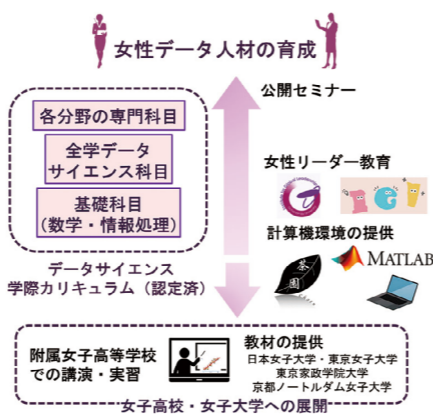 女性データ人材の育成
公開セミナー
各分野の専門科目
全学データ
サイエンス科目
基礎科目
(数学・情報処理)
データサイエンス
学際カリキュラム（認定済）
女性リーダー教育
IGI
計算機環境の提供
茶園
MATLAB
附属女子高等学校
での講演・実習
教材の提供
日本女子大学・東京女子大学
東京家政学院大学
京都ノートルダム女子大学
女子高校・女子大学への展開